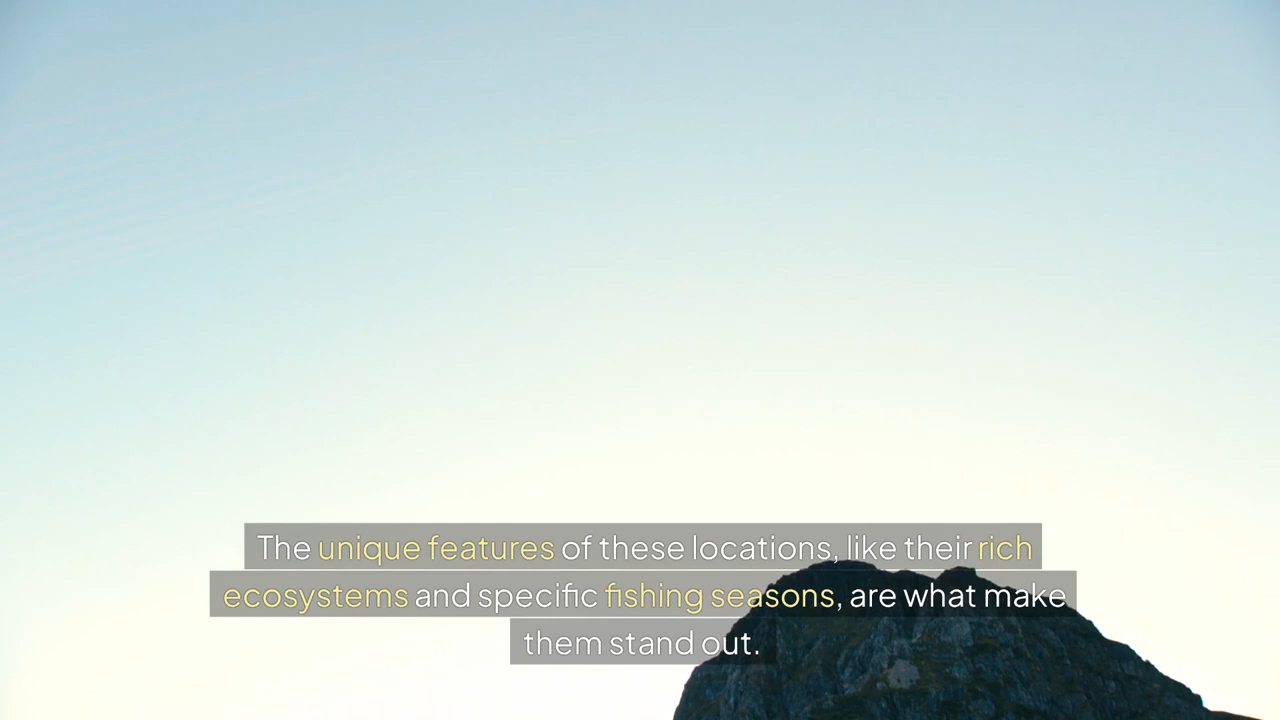 The unique features of these locations, like their rich
ecosystems and specific fishing seasons, are what make
them stand out.